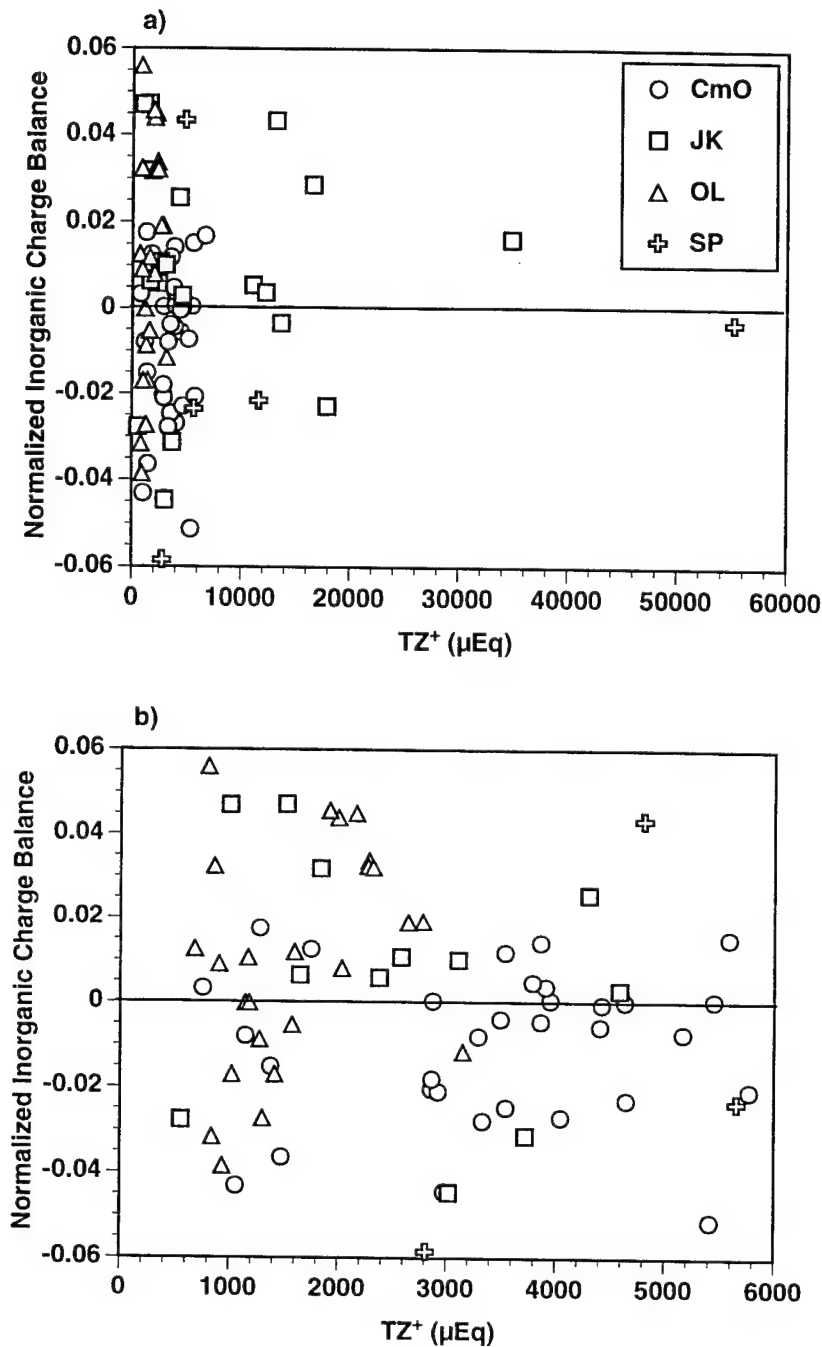 a)
Normalized Inorganic Charge Balance
0.06
0.04
0.02
0
-0.02
-0.04
-0.06
CmO
JK
OL
SP
0 10000 20000 30000 40000 50000 60000
TZ⁺ (µEq)
b)
Normalized Inorganic Charge Balance
0.06
0.04
0.02
0
-0.02
-0.04
-0.06
0 1000 2000 3000 4000 5000 6000
TZ⁺ (µEq)